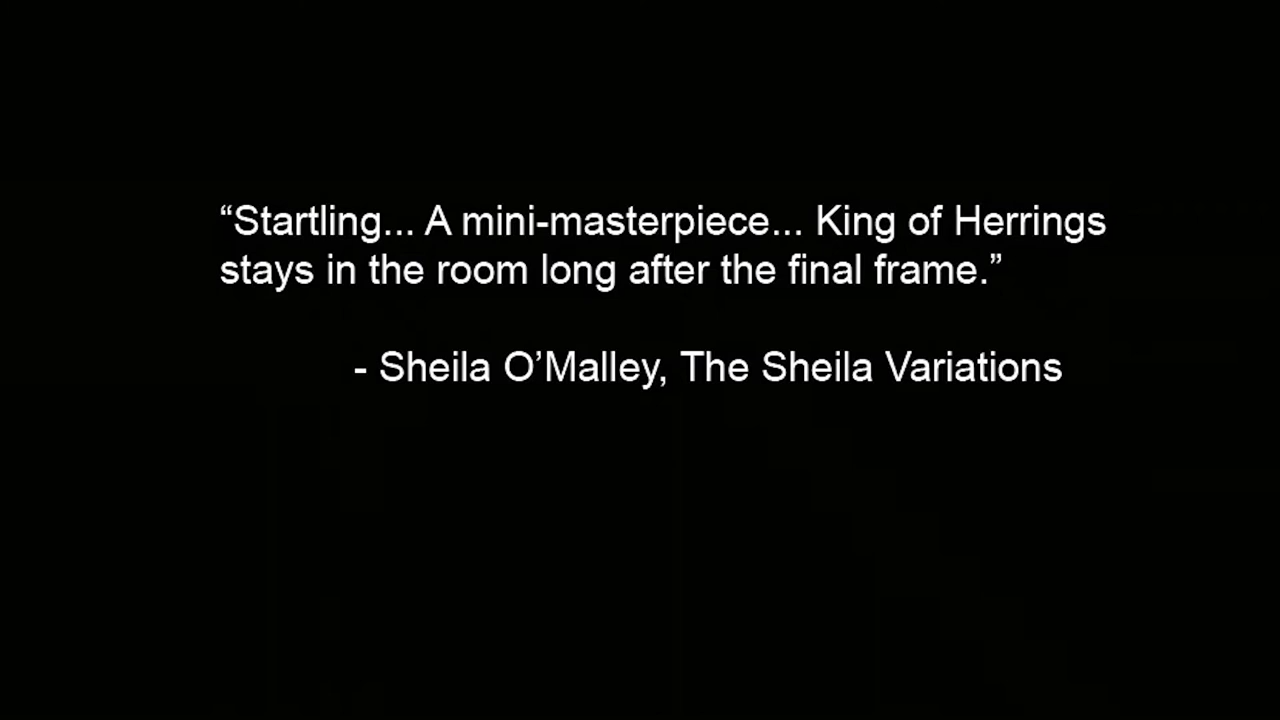 “Startling... A mini-masterpiece... King of Herrings
stays in the room long after the final frame.”
- Sheila O’Malley, The Sheila Variations